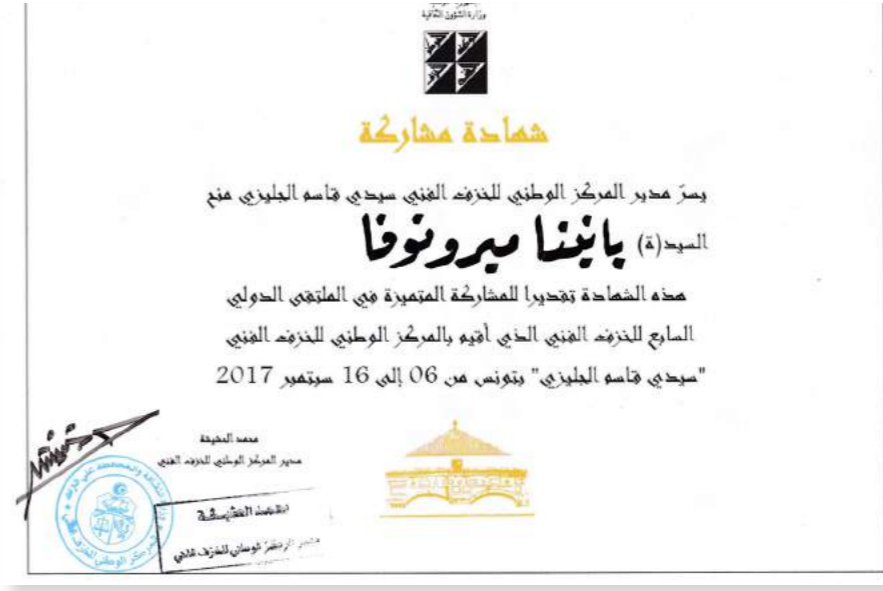 وزارة الشؤون الثقافية
شهادة مشاركة
يسرّ مدير المركز الوطني للخزف الفني سيدي قاسم الجليزي منح
السيد(ة) يانينا ميرونوفا
هذه الشهادة تقديرا للمشاركة المتميزة في الملتقى الدولي
السابع للخزف الفني الذي أقيم بالمركز الوطني للخزف الفني
"سيدي قاسم الجليزي" بتونس من 06 إلى 16 سبتمبر 2017
محمد الحشيشة
مدير المركز الوطني للخزف الفني